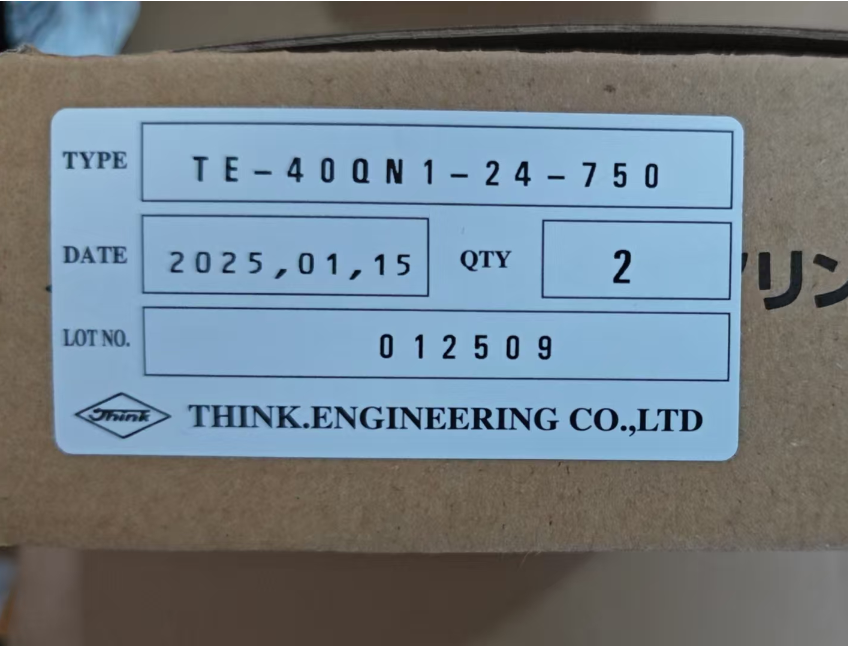 TYPE TE-40QN1-24-750
DATE 2025,01,15 QTY 2
LOT NO. 012509
Think THINK.ENGINEERING CO.,LTD
リン